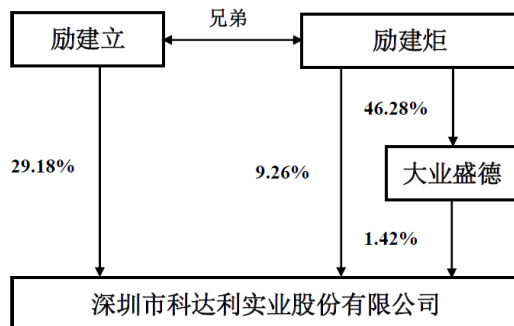 兄弟
励建立
励建炬
46.28%
29.18%
9.26%
大业盛德
1.42%
深圳市科达利实业股份有限公司